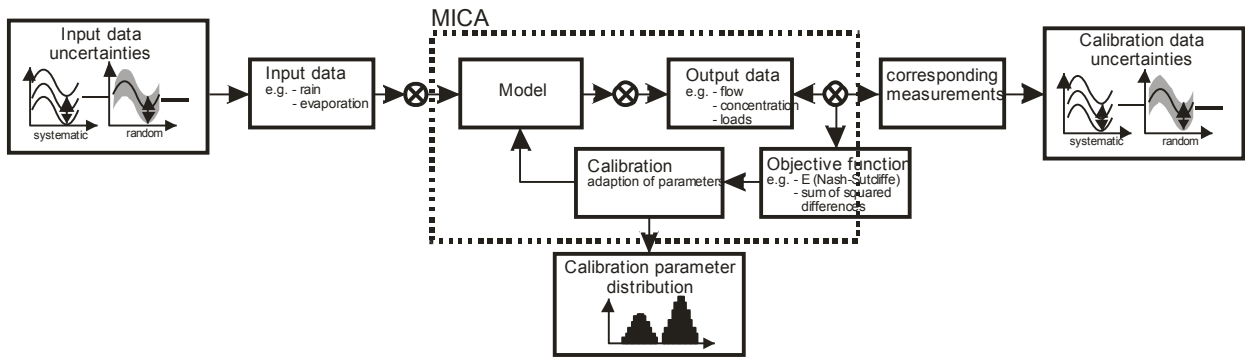 MICA
Input data
uncertainties
systematic
random
Input data
e.g. - rain
- evaporation
Model
Output data
e.g. - flow
- concentration
- loads
corresponding
measurements
Calibration data
uncertainties
systematic
random
Calibration
adaption of parameters
Objective function
e.g. - E (Nash-Sutcliffe)
- sum of squared
differences
Calibration parameter
distribution